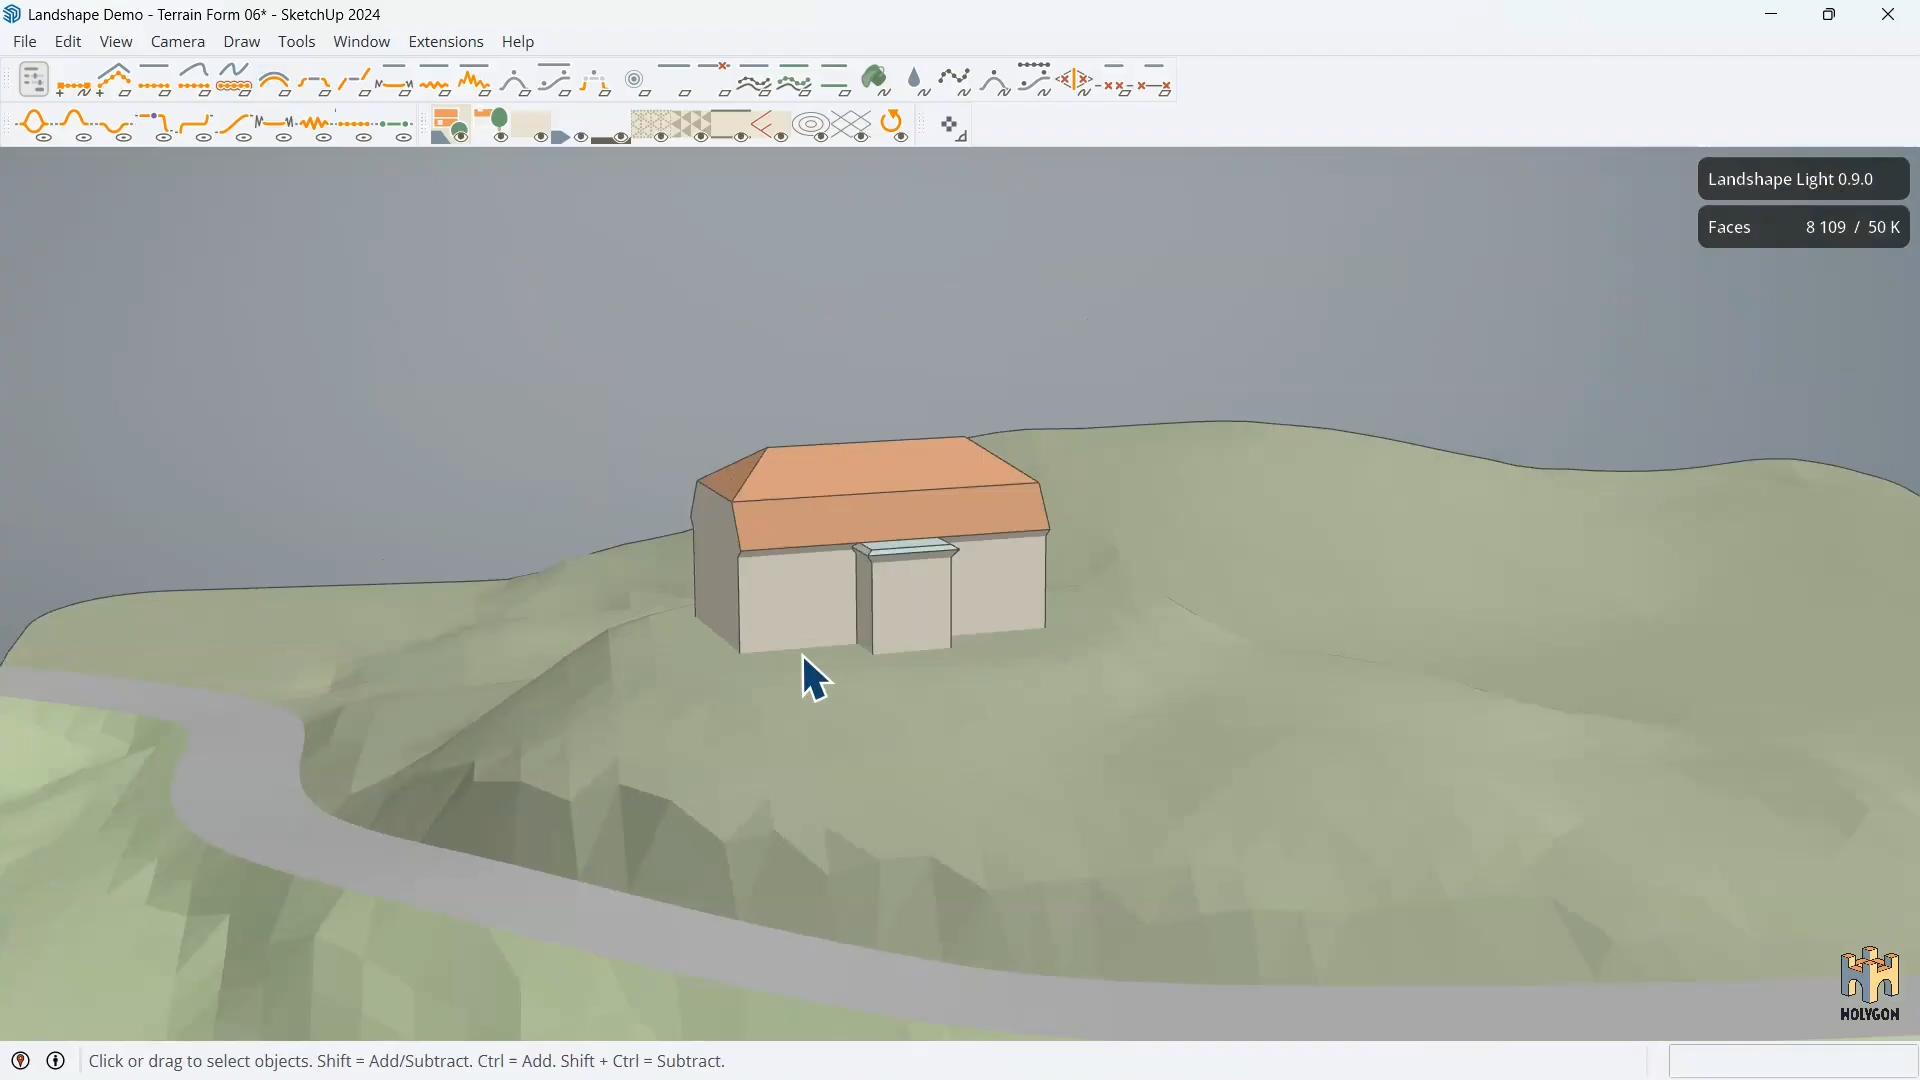 Landshape Demo - Terrain Form 06* - SketchUp 2024
File Edit View Camera Draw Tools Window Extensions Help
Landshape Light 0.9.0
Faces 8 109 / 50 K
HOLYGON
Click or drag to select objects. Shift = Add/Subtract. Ctrl = Add. Shift + Ctrl = Subtract.